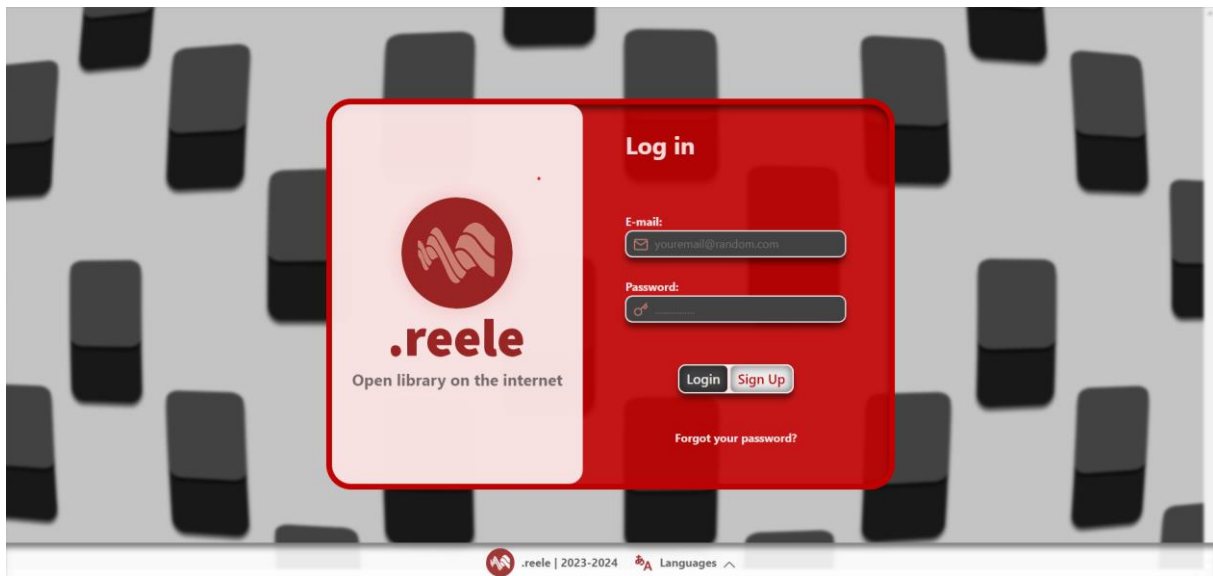 .reele
Open library on the internet
Log in
E-mail:
youremail@random.com
Password:
Login Sign Up
Forgot your password?
.reele | 2023-2024 Languages